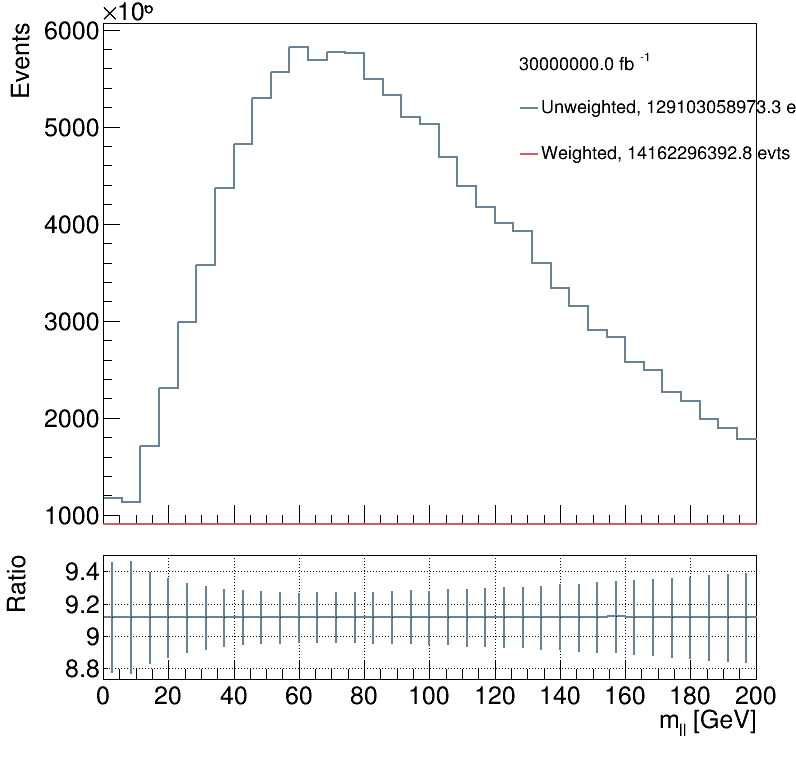 ×10⁶
6000
5000
4000
3000
2000
1000
Events
30000000.0 fb ⁻¹
Unweighted, 129103058973.3 e
Weighted, 14162296392.8 evts
9.4
9.2
9
8.8
Ratio
0 20 40 60 80 100 120 140 160 180 200
m_ll [GeV]